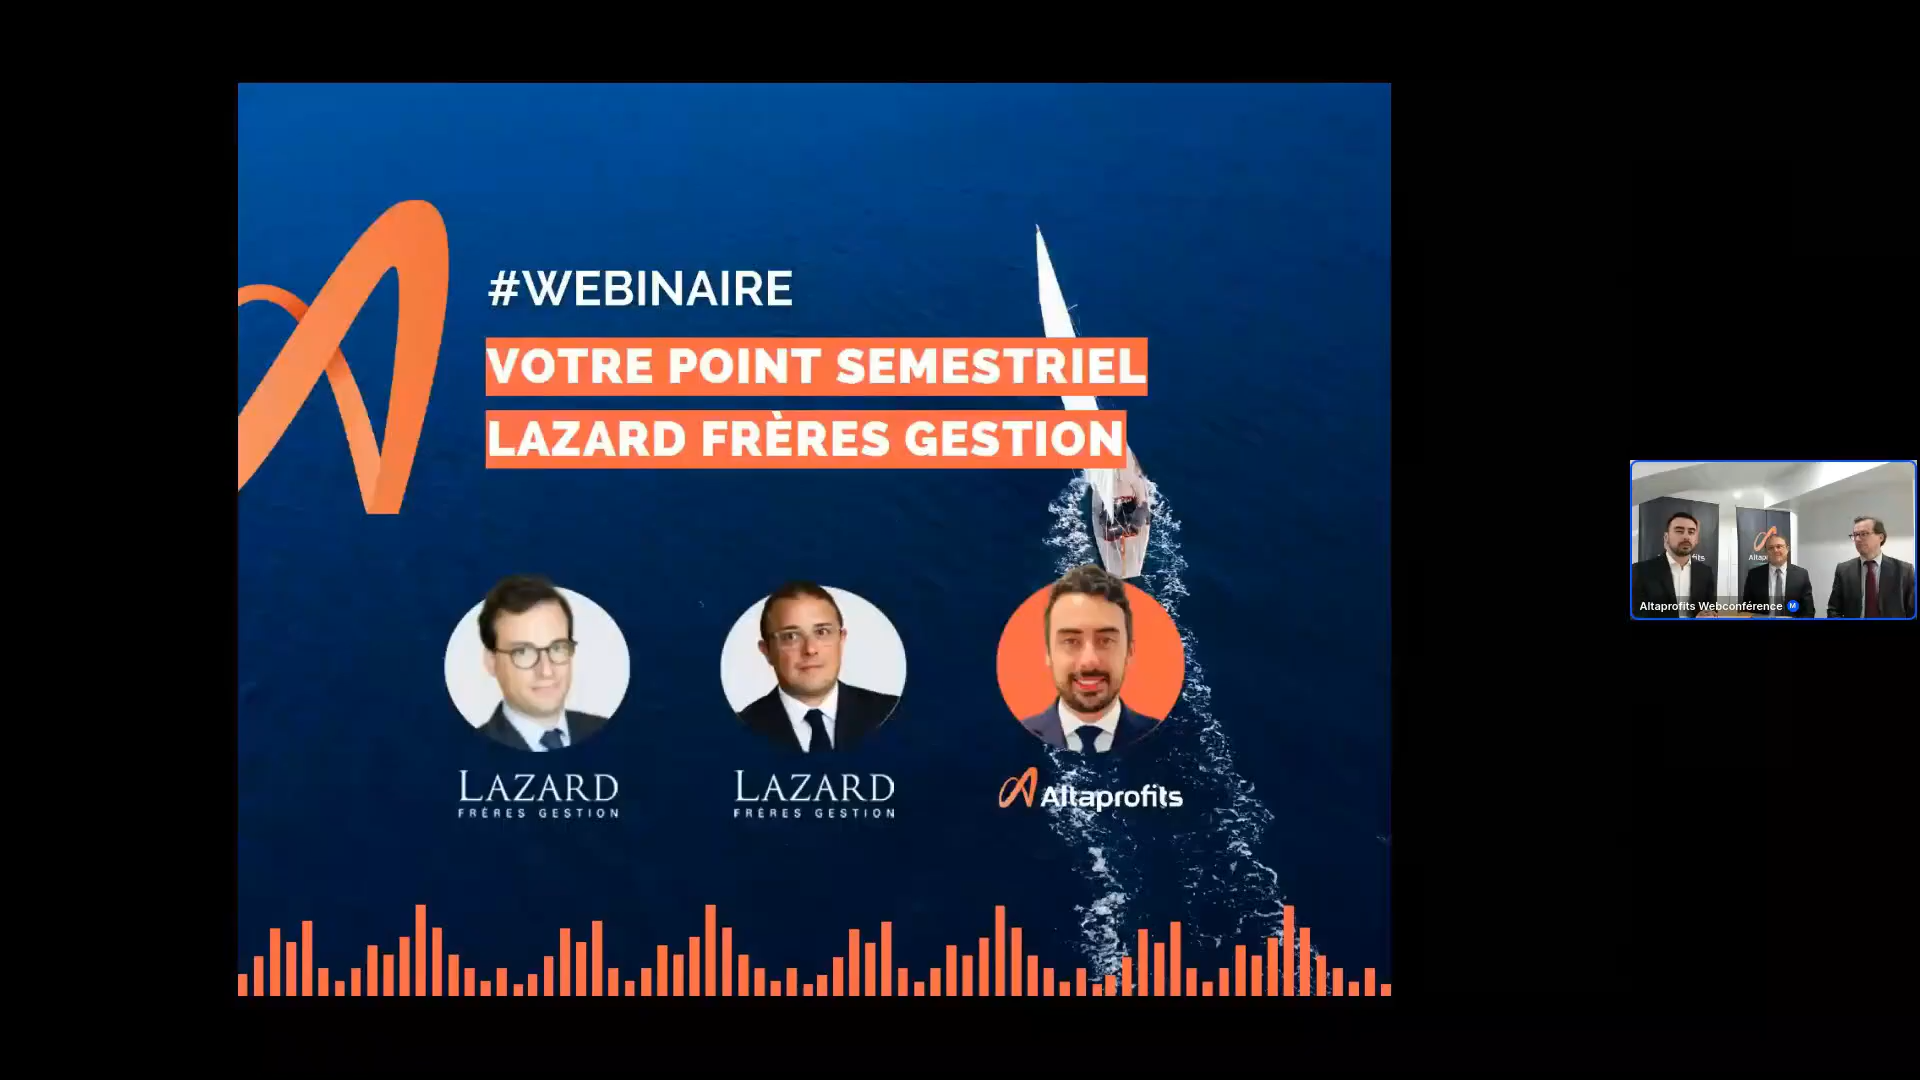 #WEBINAIRE
VOTRE POINT SEMESTRIEL
LAZARD FRÈRES GESTION
LAZARD
FRÈRES GESTION
LAZARD
FRÈRES GESTION
Altaprofits
Altaprofits Webconférence